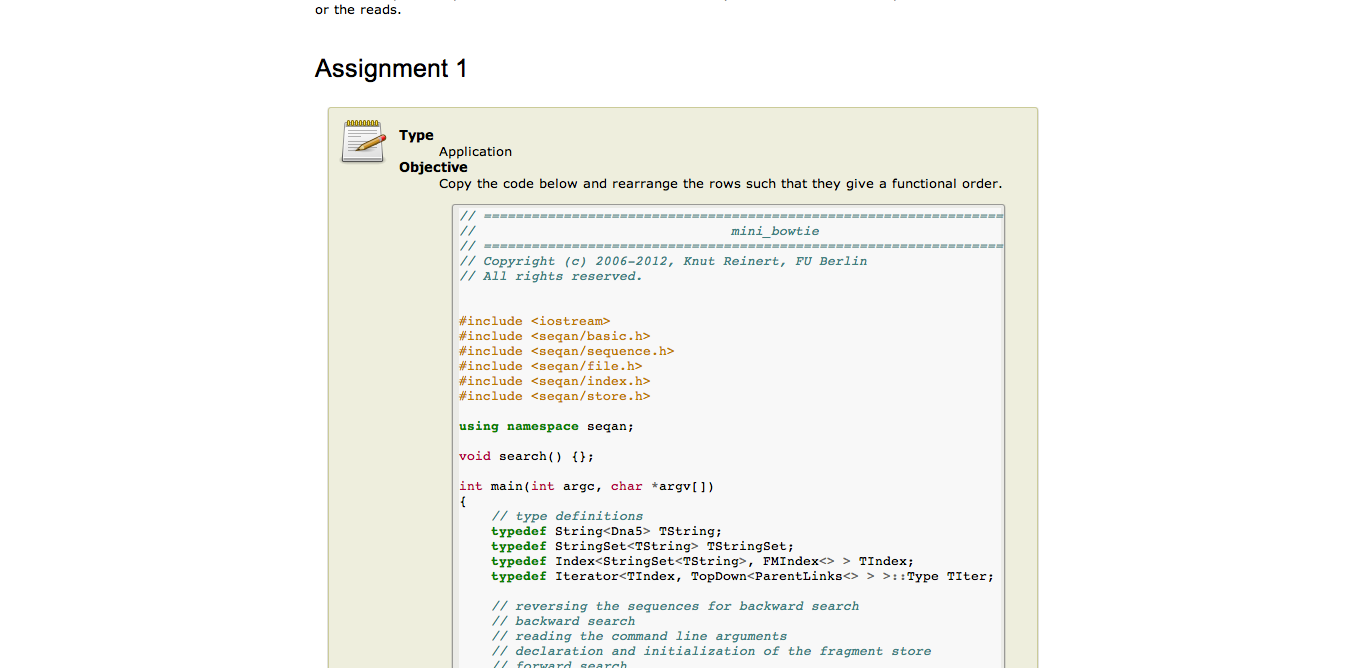 or the reads.
Assignment 1
Type
Application
Objective
Copy the code below and rearrange the rows such that they give a functional order.
// =================================================================
// mini_bowtie
// =================================================================
// Copyright (c) 2006-2012, Knut Reinert, FU Berlin
// All rights reserved.
#include <iostream>
#include <seqan/basic.h>
#include <seqan/sequence.h>
#include <seqan/file.h>
#include <seqan/index.h>
#include <seqan/store.h>
using namespace seqan;
void search() {};
int main(int argc, char *argv[])
{
// type definitions
typedef String<Dna5> TString;
typedef StringSet<TString> TStringSet;
typedef Index<StringSet<TString>, FMIndex<> > TIndex;
typedef Iterator<TIndex, TopDown<ParentLinks<> > >::Type TIter;
// reversing the sequences for backward search
// backward search
// reading the command line arguments
// declaration and initialization of the fragment store
// forward search